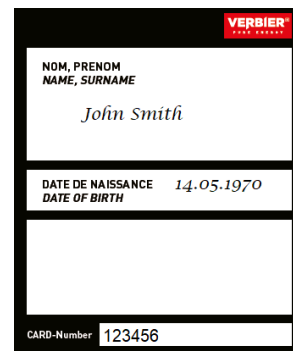 VERBIER®
PURE ENERGY
NOM, PRENOM
NAME, SURNAME
John Smith
DATE DE NAISSANCE 14.05.1970
DATE OF BIRTH
CARD-Number 123456